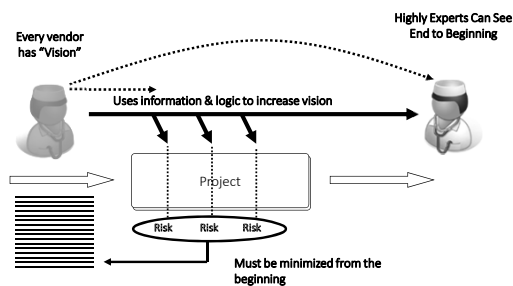 Highly Experts Can See
End to Beginning
Every vendor
has "Vision"
Uses information & logic to increase vision
Project
Risk Risk Risk
Must be minimized from the
beginning